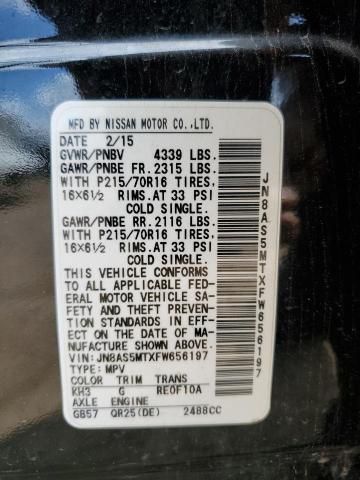 MFD BY NISSAN MOTOR CO.,LTD.
DATE 2/15
GVWR/PNBV 4339 LBS.
GAWR/PNBE FR. 2315 LBS.
WITH P215/70R16 TIRES,
16X6½ RIMS. AT 33 PSI
COLD SINGLE.
GAWR/PNBE RR. 2116 LBS.
WITH P215/70R16 TIRES,
16X6½ RIMS. AT 33 PSI
COLD SINGLE.
THIS VEHICLE CONFORMS
TO ALL APPLICABLE FED-
ERAL MOTOR VEHICLE SA-
FETY AND THEFT PREVENTION
STANDARDS IN EFFECT
ON THE DATE OF MA-
NUFACTURE SHOWN ABOVE.
VIN:JN8AS5MTXFW656197
TYPE: MPV
COLOR TRIM TRANS
KH3 G RE0F10A
AXLE ENGINE
GB57 QR25(DE) 2488CC
JN8AS5MTXFW656197